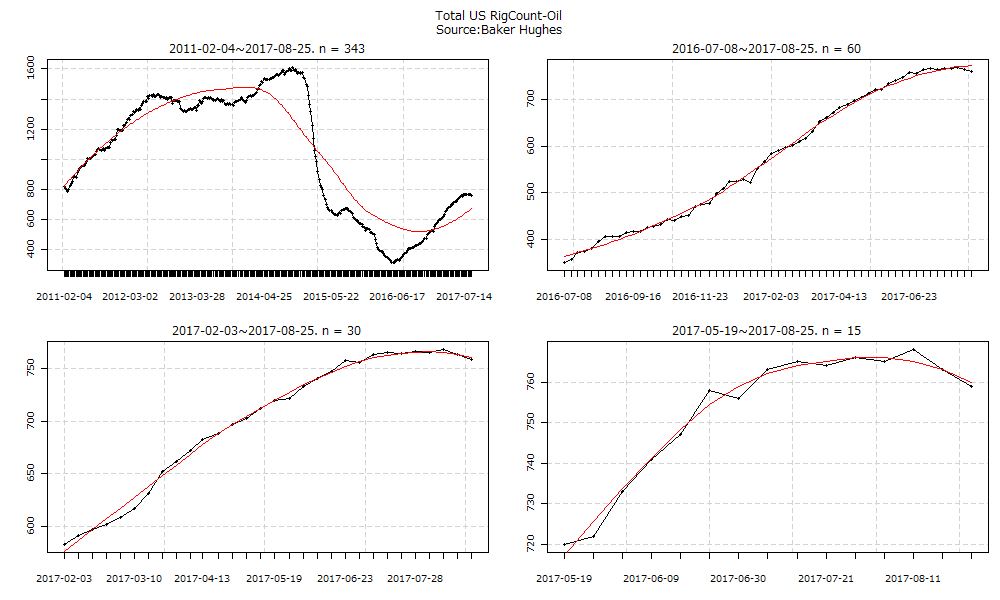 Total US RigCount-Oil
Source:Baker Hughes
2011-02-04~2017-08-25. n = 343
1600
1200
800
600
400
2011-02-04 2012-03-02 2013-03-28 2014-04-25 2015-05-22 2016-06-17 2017-07-14
2016-07-08~2017-08-25. n = 60
700
600
500
400
2016-07-08 2016-09-16 2016-11-23 2017-02-03 2017-04-13 2017-06-23
2017-02-03~2017-08-25. n = 30
750
700
650
600
2017-02-03 2017-03-10 2017-04-13 2017-05-19 2017-06-23 2017-07-28
2017-05-19~2017-08-25. n = 15
760
750
740
730
720
2017-05-19 2017-06-09 2017-06-30 2017-07-21 2017-08-11